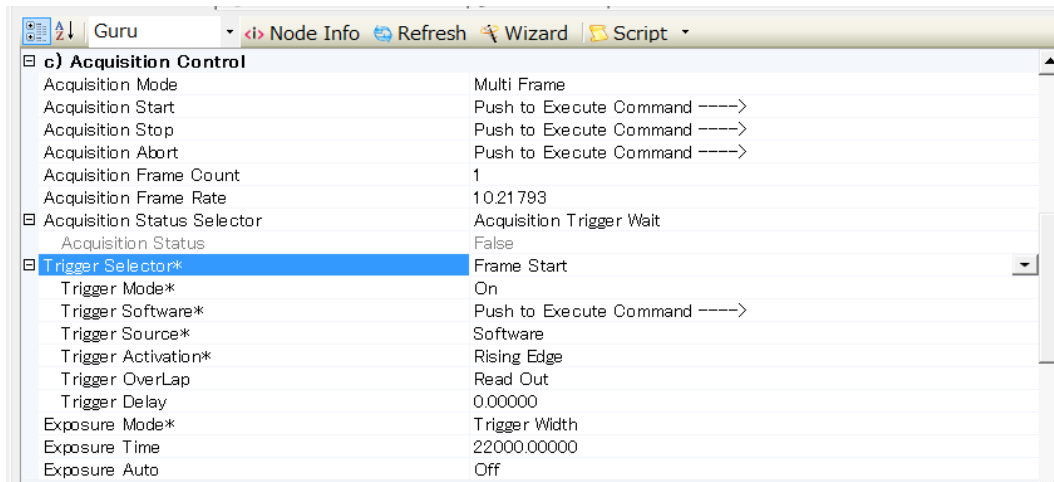 Guru <i> Node Info Refresh Wizard Script
c) Acquisition Control
Acquisition Mode Multi Frame
Acquisition Start Push to Execute Command ---->
Acquisition Stop Push to Execute Command ---->
Acquisition Abort Push to Execute Command ---->
Acquisition Frame Count 1
Acquisition Frame Rate 10.21793
Acquisition Status Selector Acquisition Trigger Wait
Acquisition Status False
Trigger Selector* Frame Start
Trigger Mode* On
Trigger Software* Push to Execute Command ---->
Trigger Source* Software
Trigger Activation* Rising Edge
Trigger OverLap Read Out
Trigger Delay 0.00000
Exposure Mode* Trigger Width
Exposure Time 22000.00000
Exposure Auto Off